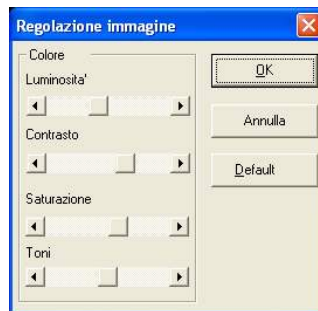 Regolazione immagine
Colore
Luminosita'
Contrasto
Saturazione
Toni
OK
Annulla
Default